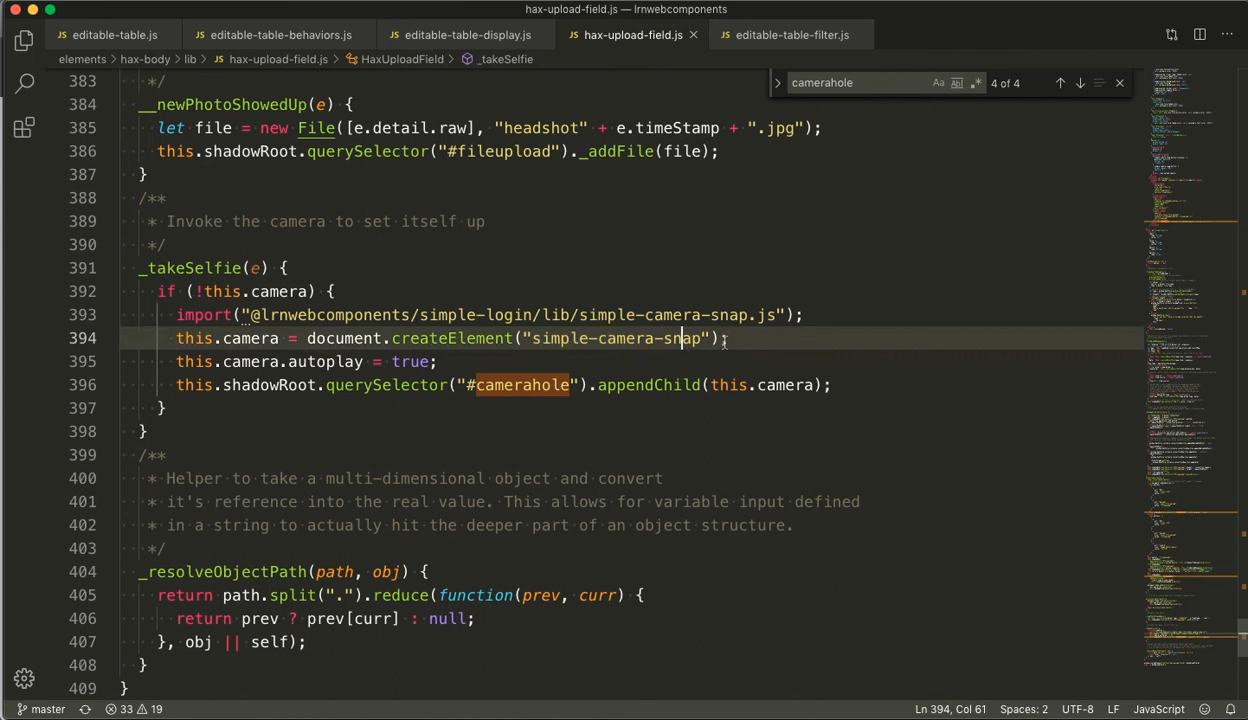 hax-upload-field.js — lrnwebcomponents
editable-table.js
editable-table-behaviors.js
editable-table-display.js
hax-upload-field.js
editable-table-filter.js
elements › hax-body › lib › hax-upload-field.js › HaxUploadField › _takeSelfie
camerahole
Aa Abl .* 4 of 4
383 */
384 __newPhotoShowedUp(e) {
385 let file = new File([e.detail.raw], "headshot" + e.timeStamp + ".jpg");
386 this.shadowRoot.querySelector("#fileupload")._addFile(file);
387 }
388 /**
389 * Invoke the camera to set itself up
390 */
391 _takeSelfie(e) {
392 if (!this.camera) {
393 import("@lrnwebcomponents/simple-login/lib/simple-camera-snap.js");
394 this.camera = document.createElement("simple-camera-snap");
395 this.camera.autoplay = true;
396 this.shadowRoot.querySelector("#camerahole").appendChild(this.camera);
397 }
398 }
399 /**
400 * Helper to take a multi-dimensional object and convert
401 * it's reference into the real value. This allows for variable input defined
402 * in a string to actually hit the deeper part of an object structure.
403 */
404 _resolveObjectPath(path, obj) {
405 return path.split(".").reduce(function(prev, curr) {
406 return prev ? prev[curr] : null;
407 }, obj || self);
408 }
409 }
master 33 19 Ln 394, Col 61 Spaces: 2 UTF-8 LF JavaScript